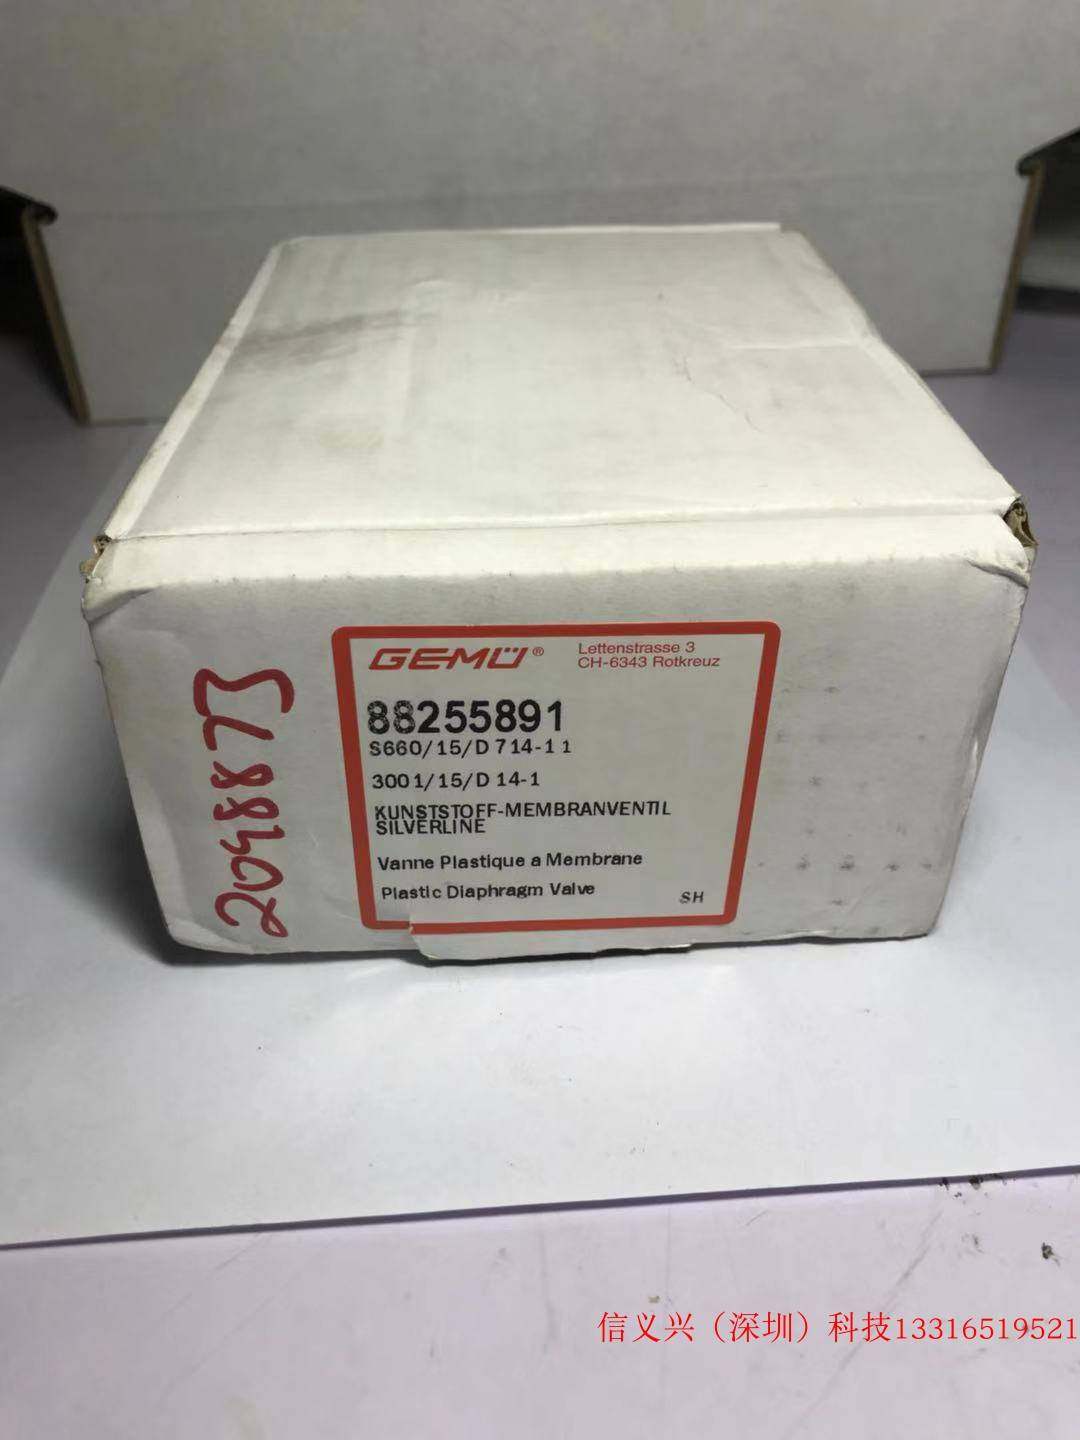 GEMÜ®
Lettenstrasse 3
CH-6343 Rotkreuz
88255891
S660/15/D 714-1 1
3001/15/D 14-1
KUNSTSTOFF-MEMBRANVENTIL
SILVERLINE
Vanne Plastique a Membrane
Plastic Diaphragm Valve
SH
2098873
信义兴（深圳）科技13316519521